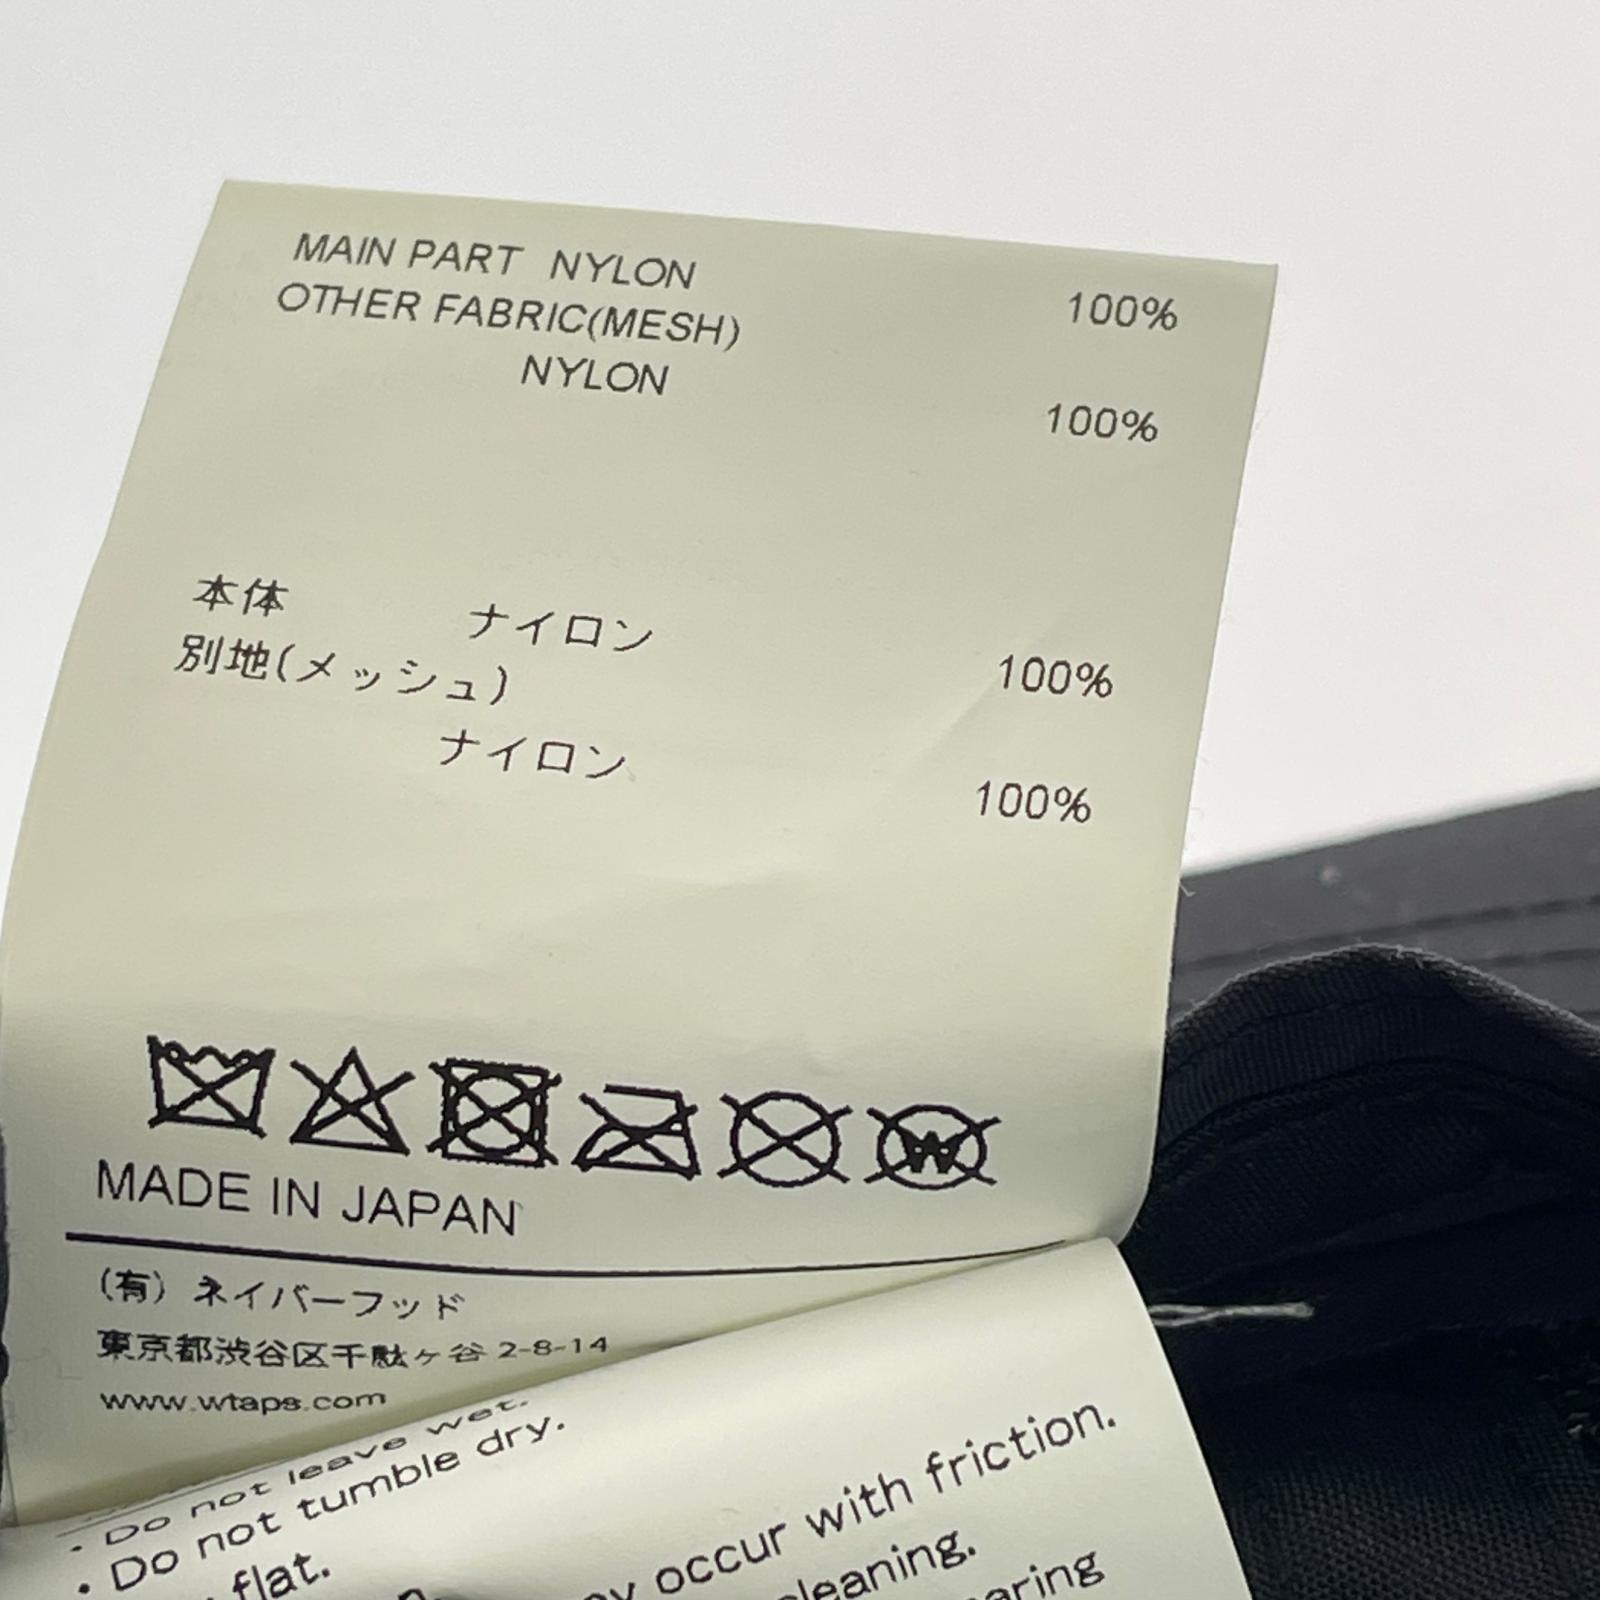 MAIN PART NYLON 100%
OTHER FABRIC(MESH)
NYLON 100%
本体 ナイロン 100%
別地(メッシュ)
ナイロン 100%
W
MADE IN JAPAN
(有) ネイバーフッド
東京都渋谷区千駄ヶ谷 2-8-14
www.wtaps.com
・Do not leave wet.
・Do not tumble dry.
flat.
occur with friction.
cleaning.